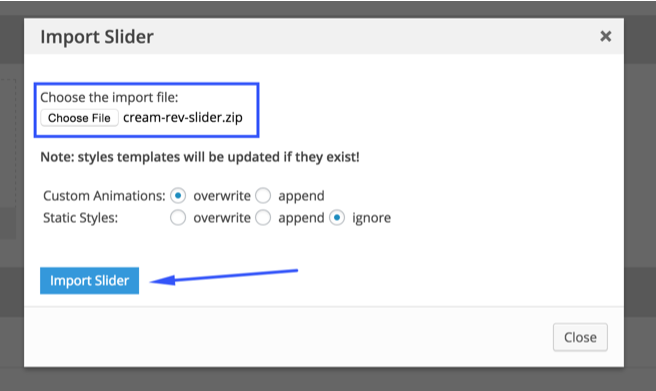 Import Slider
Choose the import file:
Choose File cream-rev-slider.zip
Note: styles templates will be updated if they exist!
Custom Animations: overwrite append
Static Styles: overwrite append ignore
Import Slider
Close